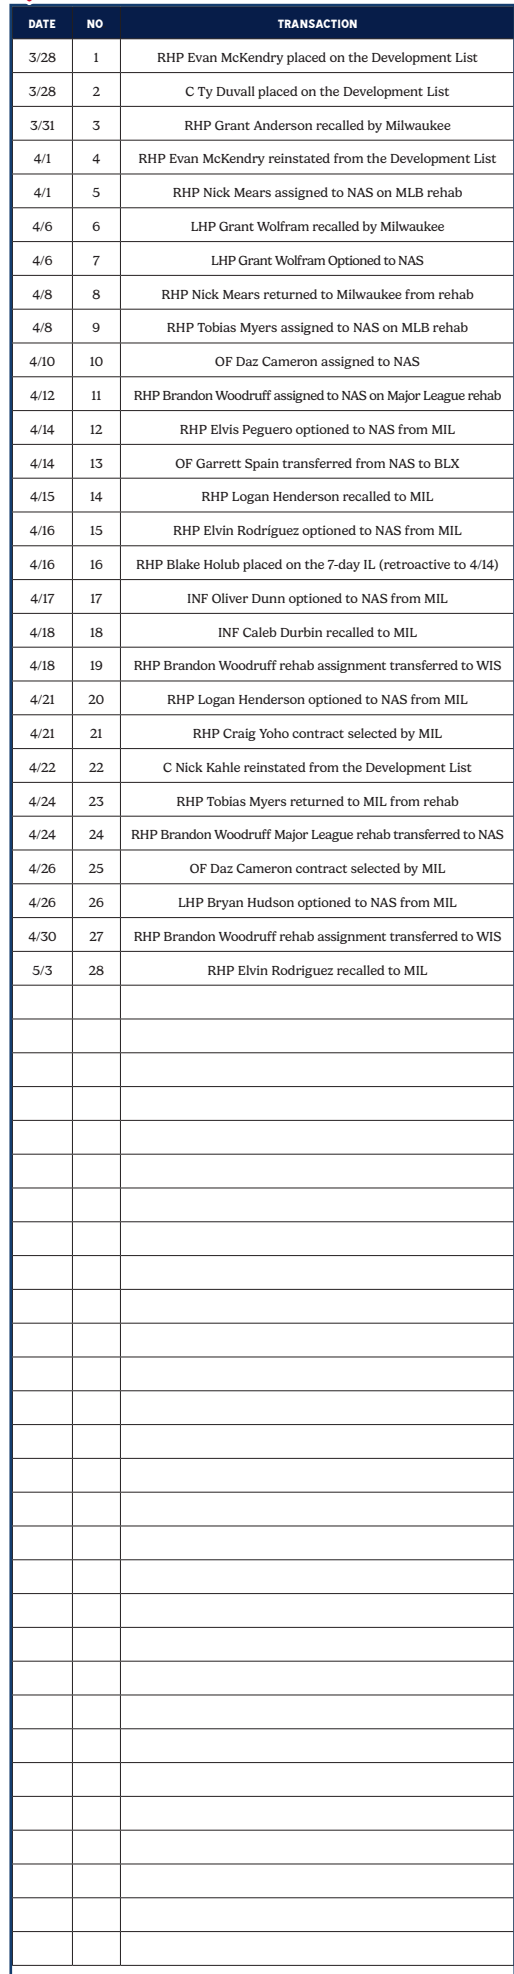 DATE NO TRANSACTION
3/28 1 RHP Evan McKendry placed on the Development List
3/28 2 C Ty Duvall placed on the Development List
3/31 3 RHP Grant Anderson recalled by Milwaukee
4/1 4 RHP Evan McKendry reinstated from the Development List
4/1 5 RHP Nick Mears assigned to NAS on MLB rehab
4/6 6 LHP Grant Wolfram recalled by Milwaukee
4/6 7 LHP Grant Wolfram Optioned to NAS
4/8 8 RHP Nick Mears returned to Milwaukee from rehab
4/8 9 RHP Tobias Myers assigned to NAS on MLB rehab
4/10 10 OF Daz Cameron assigned to NAS
4/12 11 RHP Brandon Woodruff assigned to NAS on Major League rehab
4/14 12 RHP Elvis Peguero optioned to NAS from MIL
4/14 13 OF Garrett Spain transferred from NAS to BLX
4/15 14 RHP Logan Henderson recalled to MIL
4/16 15 RHP Elvin Rodríguez optioned to NAS from MIL
4/16 16 RHP Blake Holub placed on the 7-day IL (retroactive to 4/14)
4/17 17 INF Oliver Dunn optioned to NAS from MIL
4/18 18 INF Caleb Durbin recalled to MIL
4/18 19 RHP Brandon Woodruff rehab assignment transferred to WIS
4/21 20 RHP Logan Henderson optioned to NAS from MIL
4/21 21 RHP Craig Yoho contract selected by MIL
4/22 22 C Nick Kahle reinstated from the Development List
4/24 23 RHP Tobias Myers returned to MIL from rehab
4/24 24 RHP Brandon Woodruff Major League rehab transferred to NAS
4/26 25 OF Daz Cameron contract selected by MIL
4/26 26 LHP Bryan Hudson optioned to NAS from MIL
4/30 27 RHP Brandon Woodruff rehab assignment transferred to WIS
5/3 28 RHP Elvin Rodriguez recalled to MIL